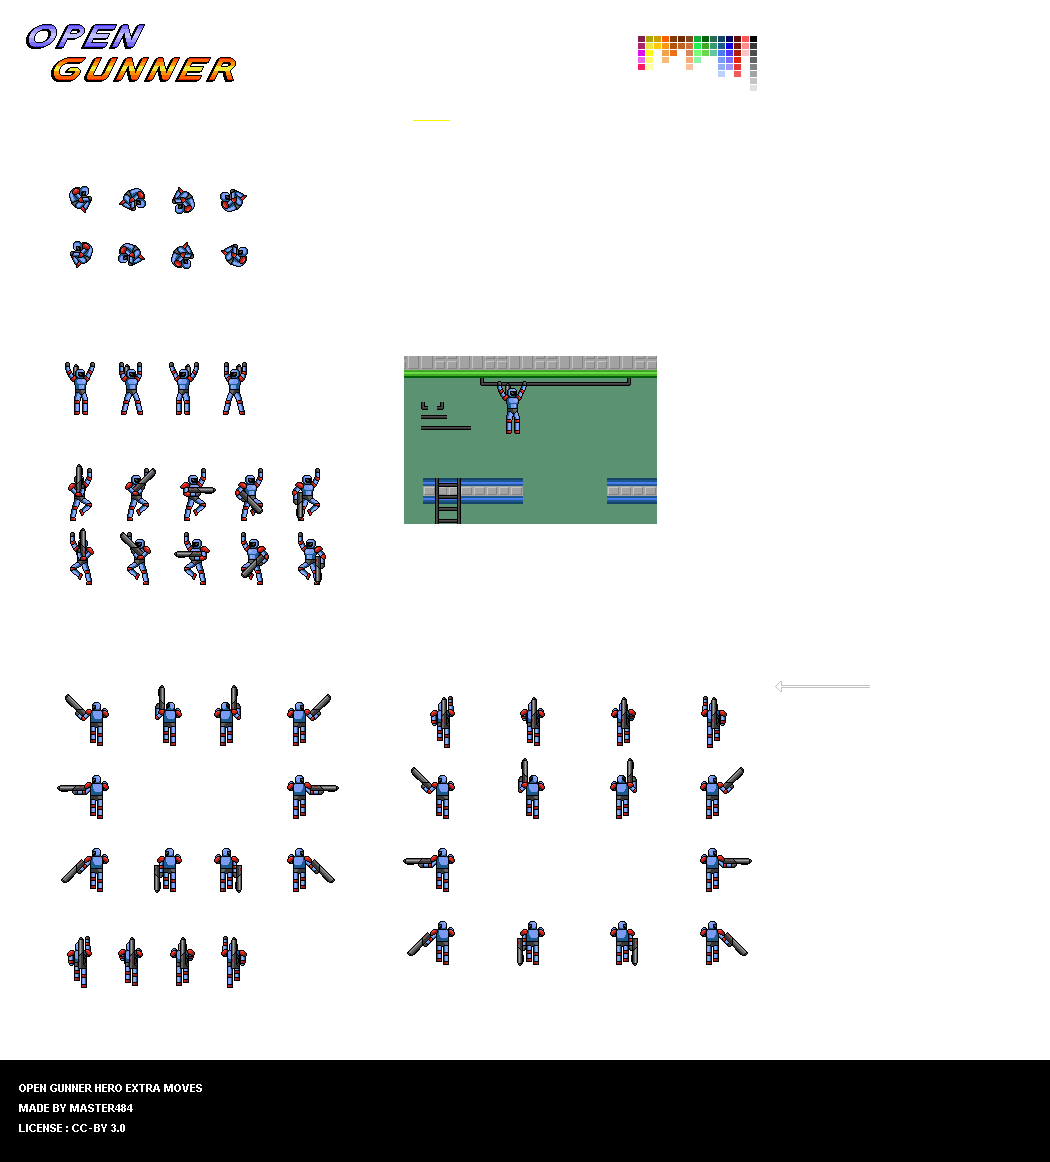 OPEN
GUNNER
OPEN GUNNER HERO EXTRA MOVES
MADE BY MASTER484
LICENSE : CC-BY 3.0